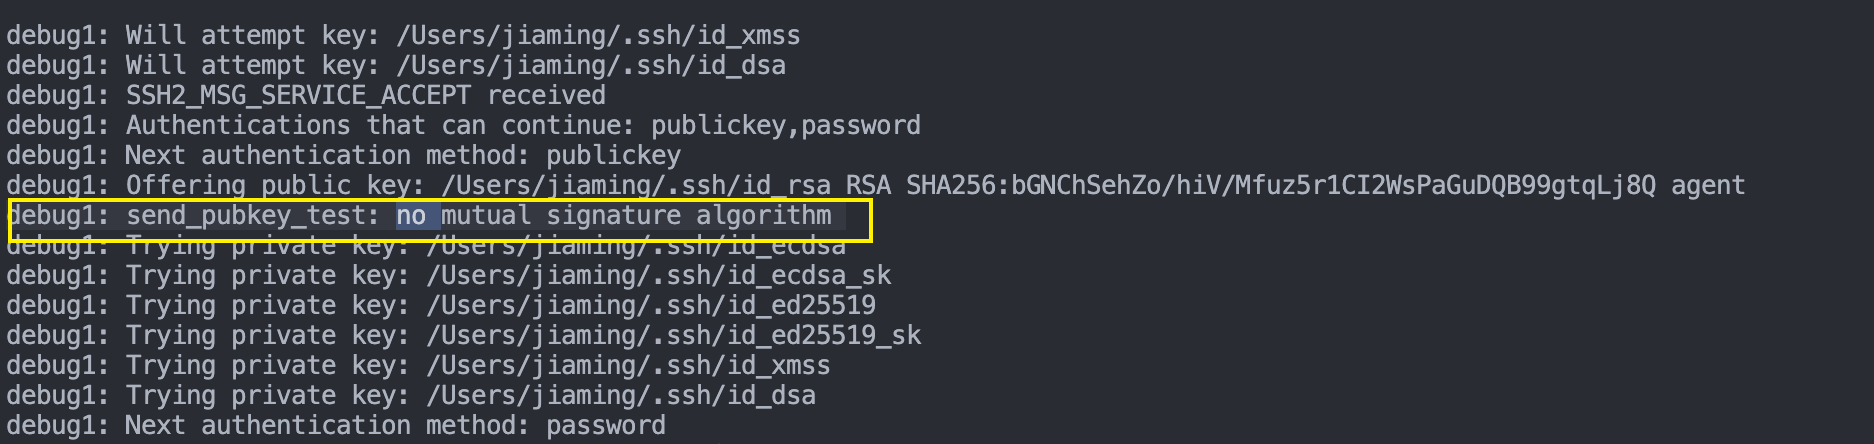 debug1: Will attempt key: /Users/jiaming/.ssh/id_xmss
debug1: Will attempt key: /Users/jiaming/.ssh/id_dsa
debug1: SSH2_MSG_SERVICE_ACCEPT received
debug1: Authentications that can continue: publickey,password
debug1: Next authentication method: publickey
debug1: Offering public key: /Users/jiaming/.ssh/id_rsa RSA SHA256:bGNChSehZo/hiV/Mfuz5r1CI2WsPaGuDQB99gtqLj8Q agent
debug1: send_pubkey_test: no mutual signature algorithm
debug1: Trying private key: /Users/jiaming/.ssh/id_ecdsa
debug1: Trying private key: /Users/jiaming/.ssh/id_ecdsa_sk
debug1: Trying private key: /Users/jiaming/.ssh/id_ed25519
debug1: Trying private key: /Users/jiaming/.ssh/id_ed25519_sk
debug1: Trying private key: /Users/jiaming/.ssh/id_xmss
debug1: Trying private key: /Users/jiaming/.ssh/id_dsa
debug1: Next authentication method: password